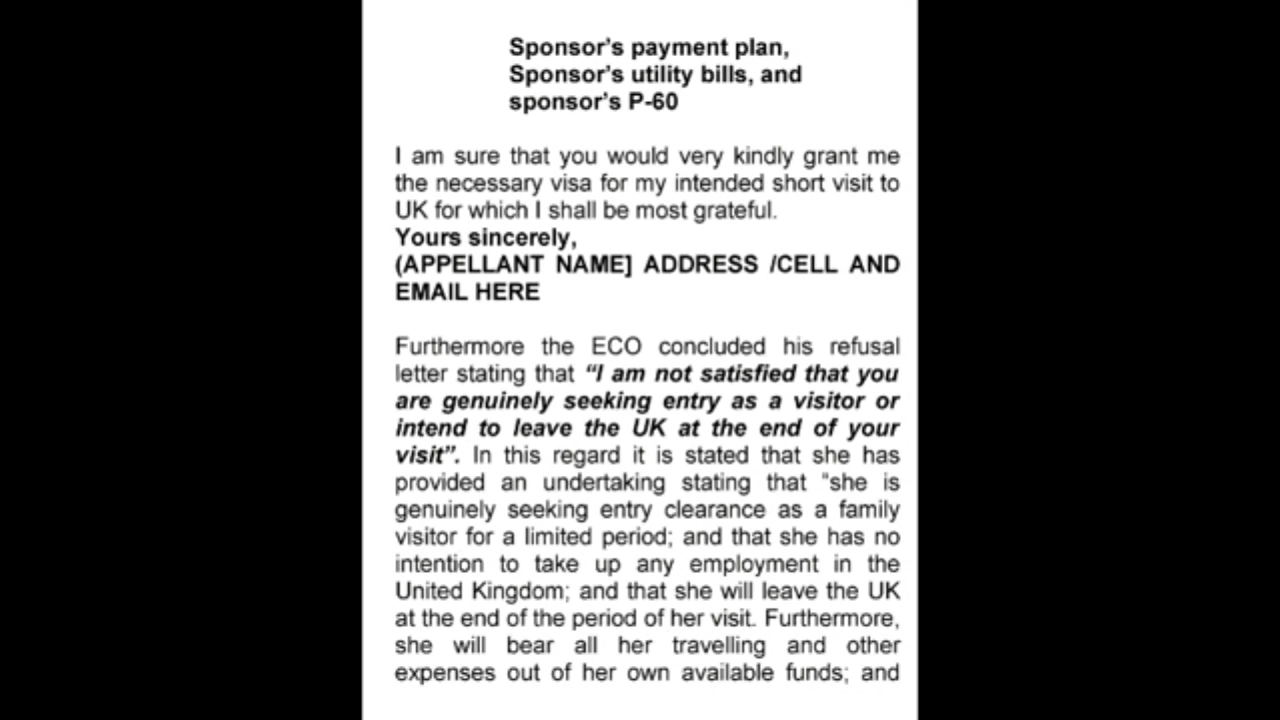 Sponsor’s payment plan,
Sponsor’s utility bills, and
sponsor’s P-60
I am sure that you would very kindly grant me
the necessary visa for my intended short visit to
UK for which I shall be most grateful.
Yours sincerely,
(APPELLANT NAME] ADDRESS /CELL AND
EMAIL HERE
Furthermore the ECO concluded his refusal
letter stating that “I am not satisfied that you
are genuinely seeking entry as a visitor or
intend to leave the UK at the end of your
visit”. In this regard it is stated that she has
provided an undertaking stating that “she is
genuinely seeking entry clearance as a family
visitor for a limited period; and that she has no
intention to take up any employment in the
United Kingdom; and that she will leave the UK
at the end of the period of her visit. Furthermore,
she will bear all her travelling and other
expenses out of her own available funds; and